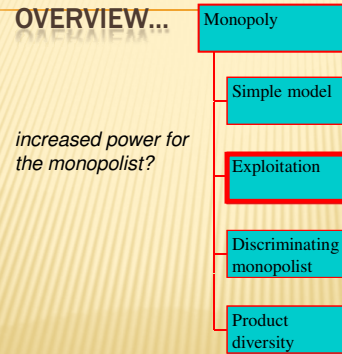 OVERVIEW...
Monopoly
Simple model
increased power for
the monopolist?
Exploitation
Discriminating
monopolist
Product
diversity